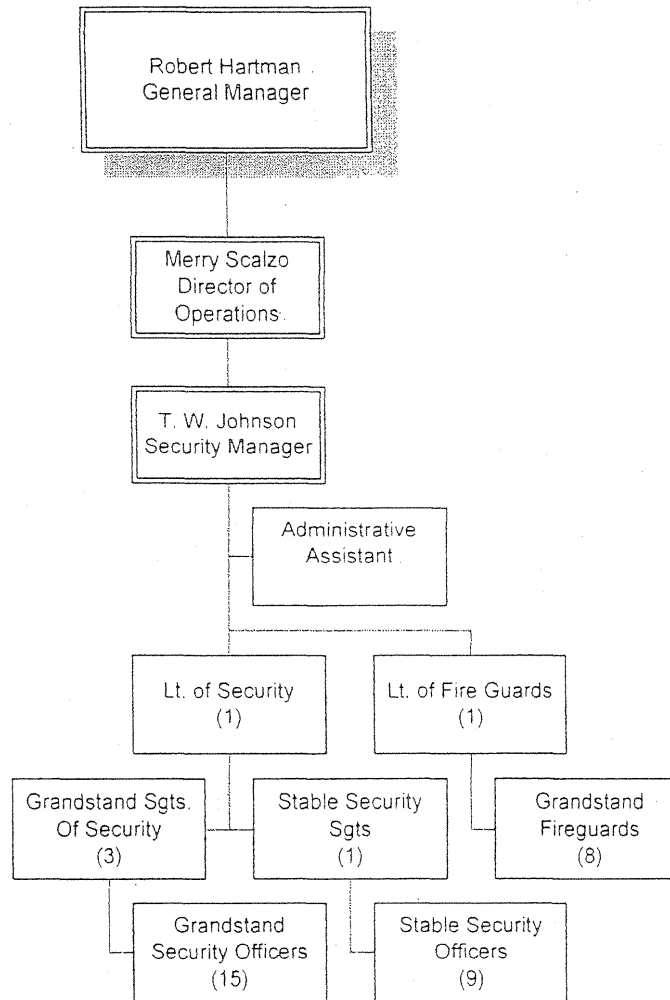 Robert Hartman
General Manager
Merry Scalzo
Director of
Operations
T. W. Johnson
Security Manager
Administrative
Assistant
Lt. of Security
(1)
Lt. of Fire Guards
(1)
Grandstand Sgts.
Of Security
(3)
Stable Security
Sgts
(1)
Grandstand
Fireguards
(8)
Grandstand
Security Officers
(15)
Stable Security
Officers
(9)